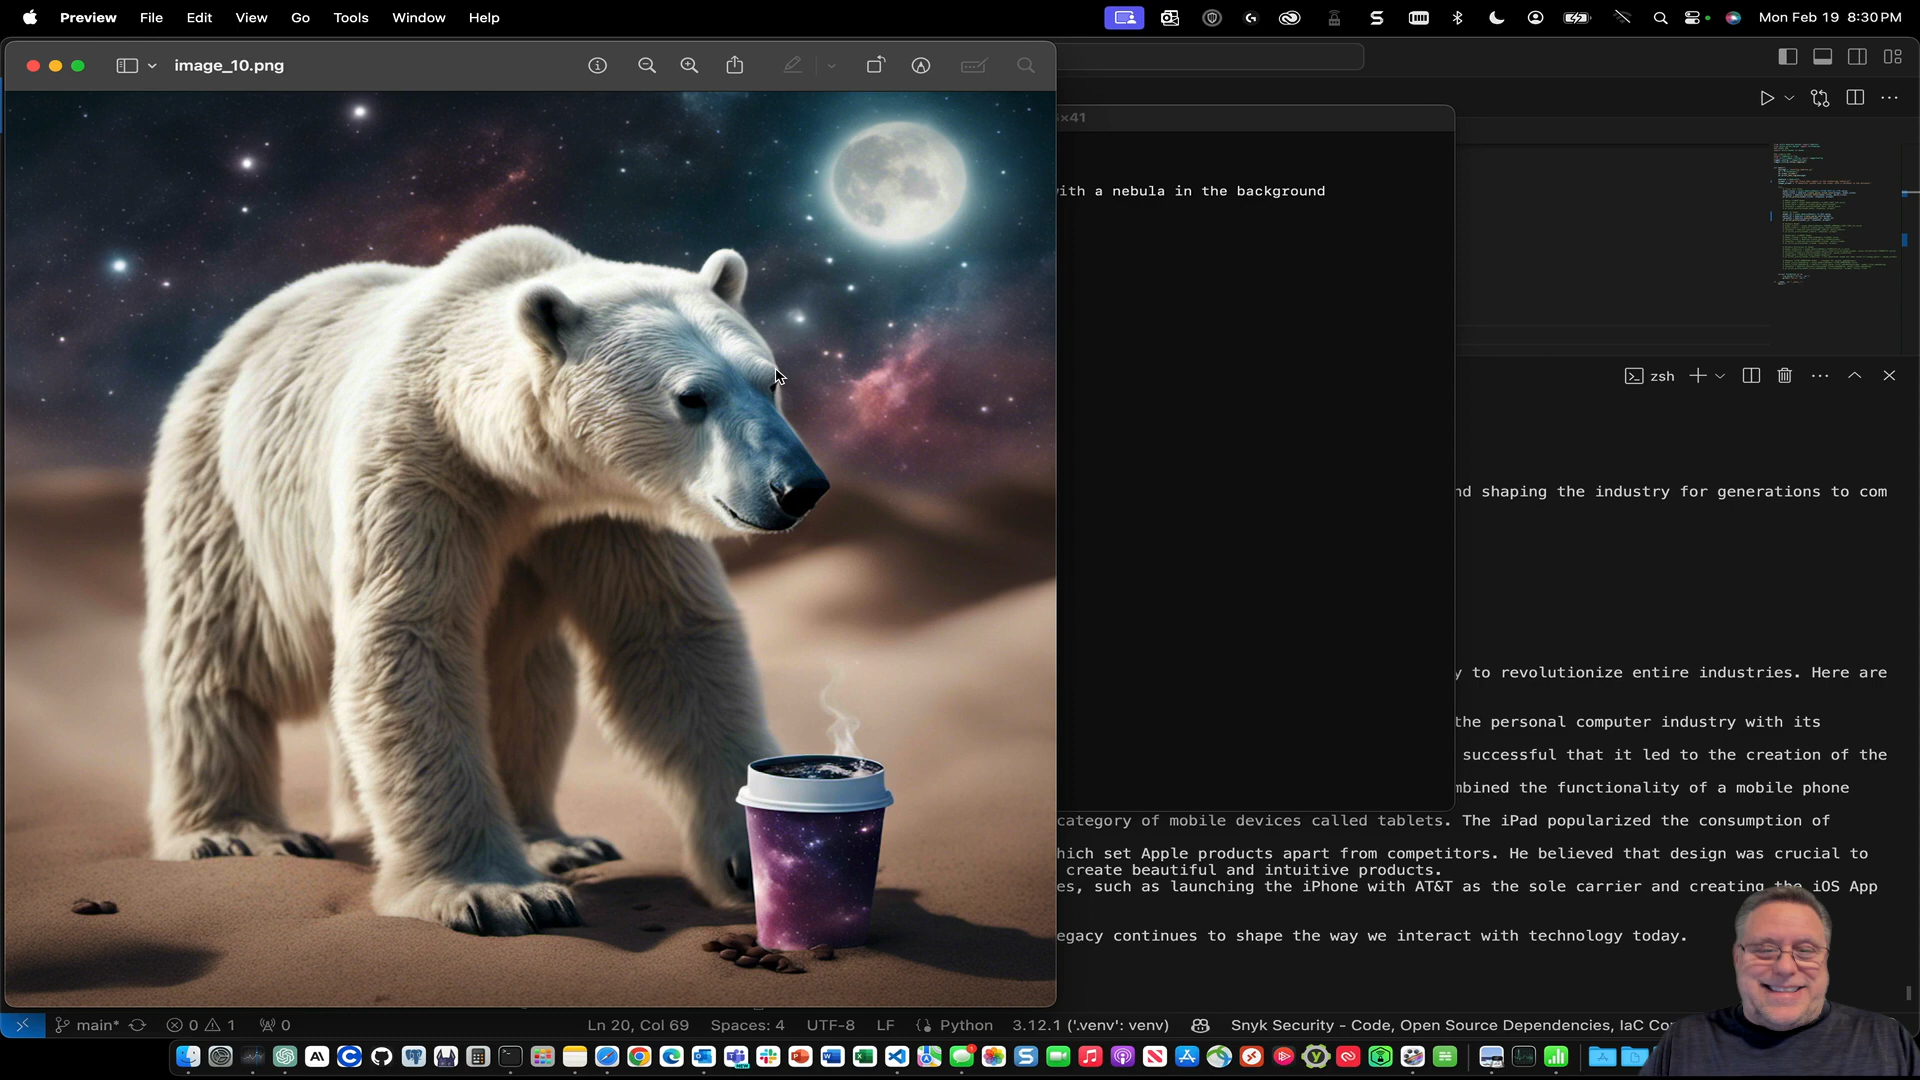 Preview File Edit View Go Tools Window Help
Mon Feb 19 8:30 PM
image_10.png
×41
ith a nebula in the background
zsh
nd shaping the industry for generations to com
to revolutionize entire industries. Here are
the personal computer industry with its
successful that it led to the creation of the
mbined the functionality of a mobile phone
category of mobile devices called tablets. The iPad popularized the consumption of
hich set Apple products apart from competitors. He believed that design was crucial to
create beautiful and intuitive products.
es, such as launching the iPhone with AT&T as the sole carrier and creating the iOS App
egacy continues to shape the way we interact with technology today.
main* 0 1 0 Ln 20, Col 69 Spaces: 4 UTF-8 LF Python 3.12.1 ('.venv': venv) Snyk Security - Code, Open Source Dependencies, IaC Co